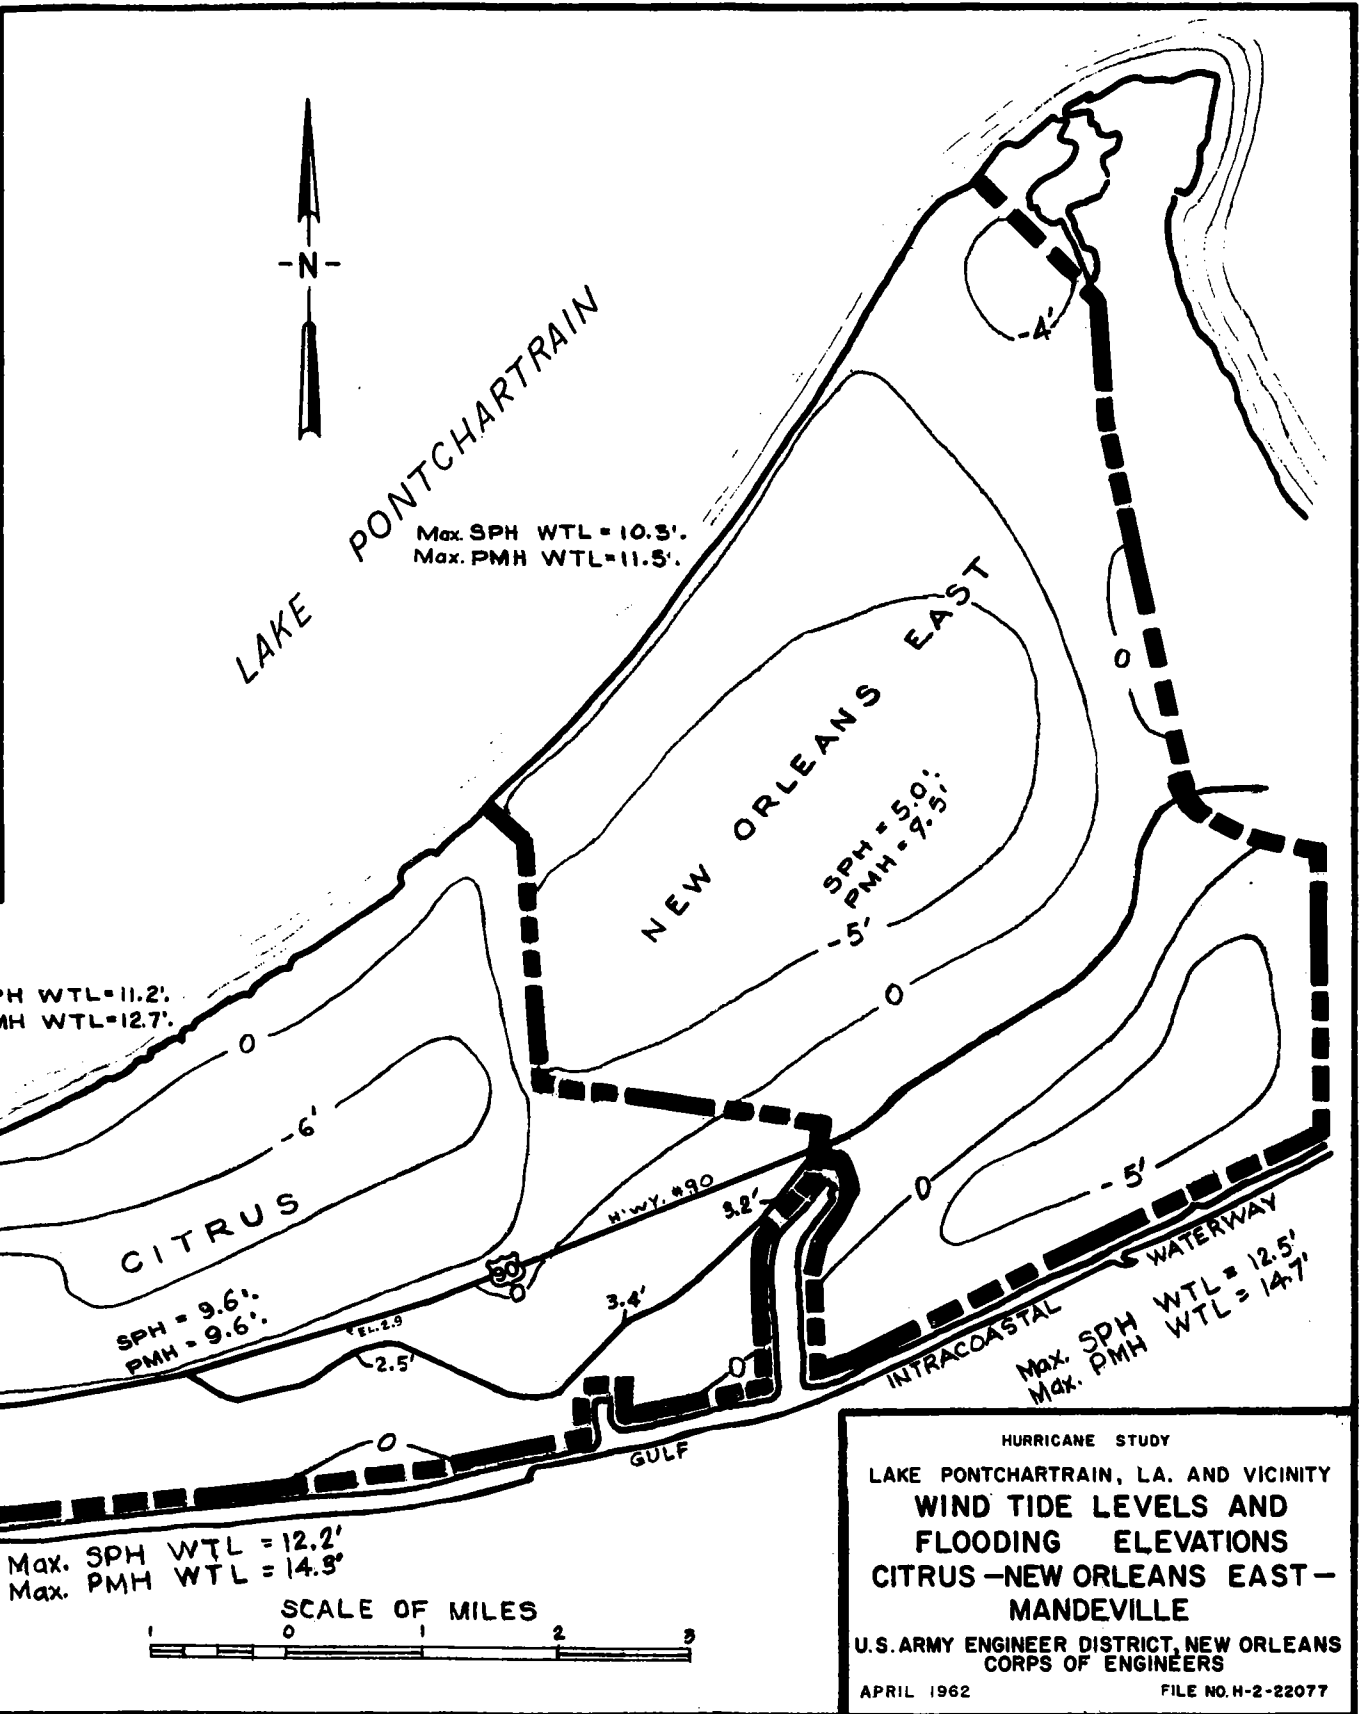 -N-
LAKE PONTCHARTRAIN
Max. SPH WTL = 10.3'.
Max. PMH WTL = 11.5'.
-4'
NEW ORLEANS EAST
0
SPH = 5.0'.
PMH = 9.5'
-5'
0
PH WTL = 11.2'.
MH WTL = 12.7'.
0
-6'
CITRUS
SPH = 9.6'.
PMH = 9.6'.
H'WY. #90
3.2'
90
0
3.4'
EL. 2.9
2.5'
0
-5'
0
0
INTRACOASTAL WATERWAY
Max. SPH WTL = 12.5'
Max. PMH WTL = 14.7'
GULF
Max. SPH WTL = 12.2'
Max. PMH WTL = 14.3'
SCALE OF MILES
1 0 1 2 3
HURRICANE STUDY
LAKE PONTCHARTRAIN, LA. AND VICINITY
WIND TIDE LEVELS AND
FLOODING ELEVATIONS
CITRUS – NEW ORLEANS EAST –
MANDEVILLE
U.S. ARMY ENGINEER DISTRICT, NEW ORLEANS
CORPS OF ENGINEERS
APRIL 1962 FILE NO. H-2-22077